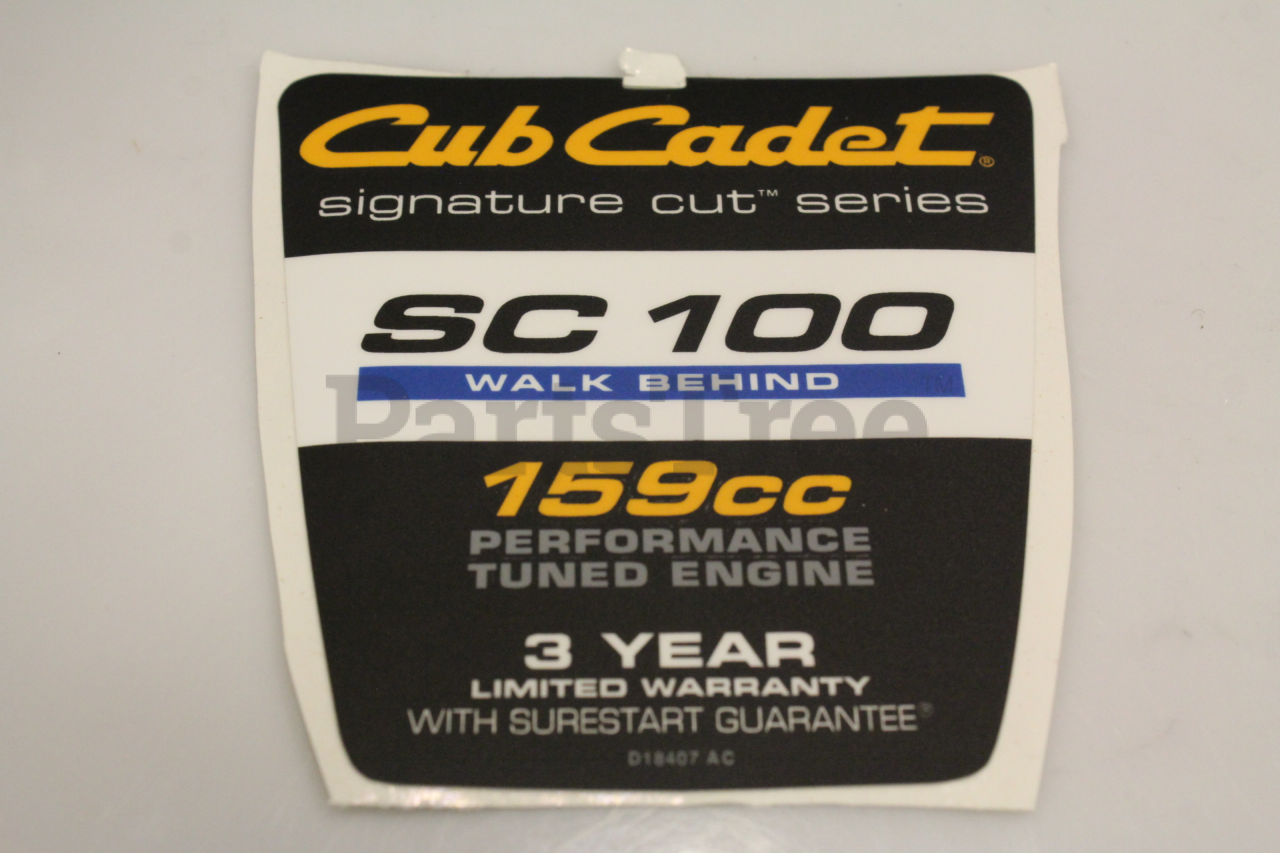 Cub Cadet®
signature cut™ series
SC 100
WALK BEHIND
PartsTree™
159cc
PERFORMANCE
TUNED ENGINE
3 YEAR
LIMITED WARRANTY
WITH SURESTART GUARANTEE®
D18407 AC